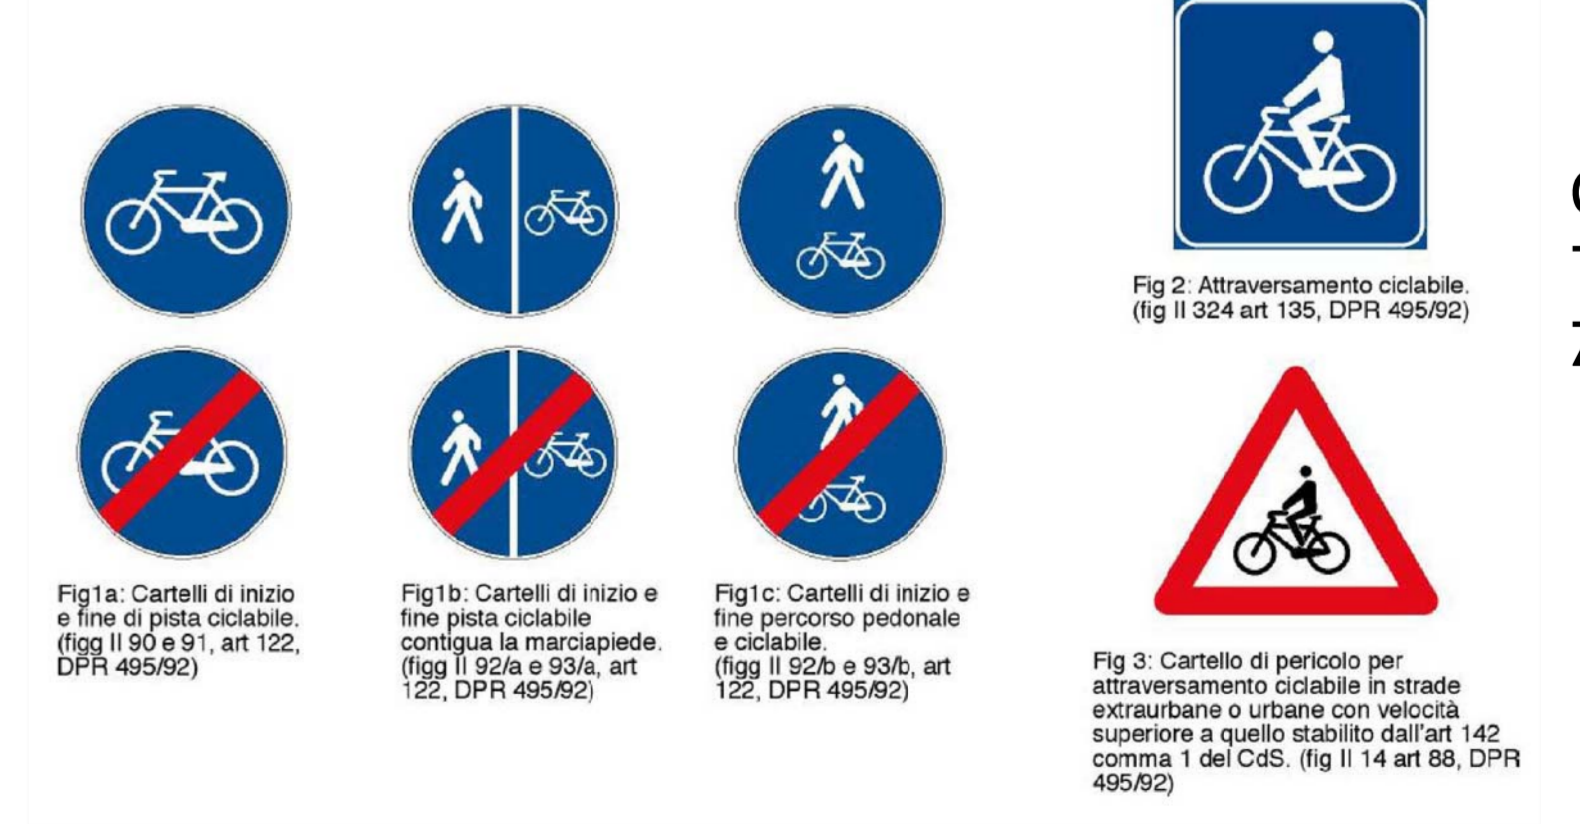 Fig 2: Attraversamento ciclabile.
(fig II 324 art 135, DPR 495/92)
Fig1a: Cartelli di inizio
e fine di pista ciclabile.
(figg II 90 e 91, art 122,
DPR 495/92)
Fig1b: Cartelli di inizio e
fine pista ciclabile
contigua la marciapiede.
(figg II 92/a e 93/a, art
122, DPR 495/92)
Fig1c: Cartelli di inizio e
fine percorso pedonale
e ciclabile.
(figg II 92/b e 93/b, art
122, DPR 495/92)
Fig 3: Cartello di pericolo per
attraversamento ciclabile in strade
extraurbane o urbane con velocità
superiore a quello stabilito dall'art 142
comma 1 del CdS. (fig II 14 art 88, DPR
495/92)